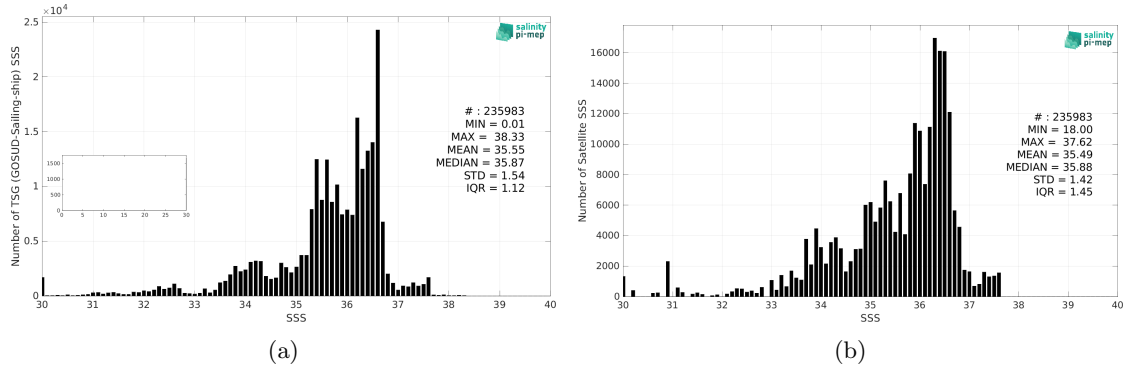 ×10⁴
2.5
2
1.5
1
0.5
0
Number of TSG (GOSUD-Sailing-ship) SSS
salinity
pi-mep
# : 235983
MIN = 0.01
MAX = 38.33
MEAN = 35.55
MEDIAN = 35.87
STD = 1.54
IQR = 1.12
1500
1000
500
0
0 5 10 15 20 25 30
30 31 32 33 34 35 36 37 38 39 40
SSS
(a)
16000
14000
12000
10000
8000
6000
4000
2000
0
Number of Satellite SSS
salinity
pi-mep
# : 235983
MIN = 18.00
MAX = 37.62
MEAN = 35.49
MEDIAN = 35.88
STD = 1.42
IQR = 1.45
30 31 32 33 34 35 36 37 38 39 40
SSS
(b)